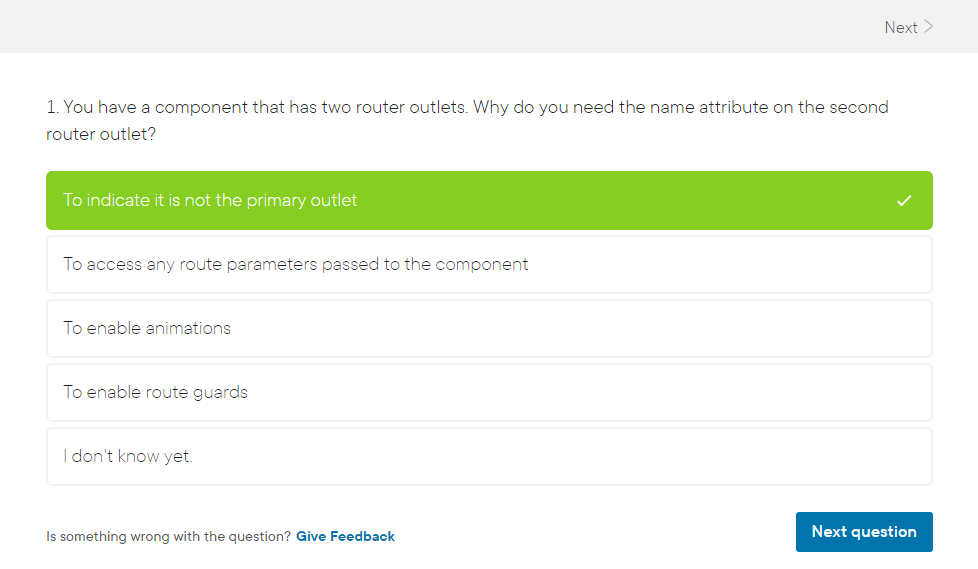 Next
1. You have a component that has two router outlets. Why do you need the name attribute on the second
router outlet?
To indicate it is not the primary outlet
To access any route parameters passed to the component
To enable animations
To enable route guards
I don't know yet.
Is something wrong with the question? Give Feedback
Next question